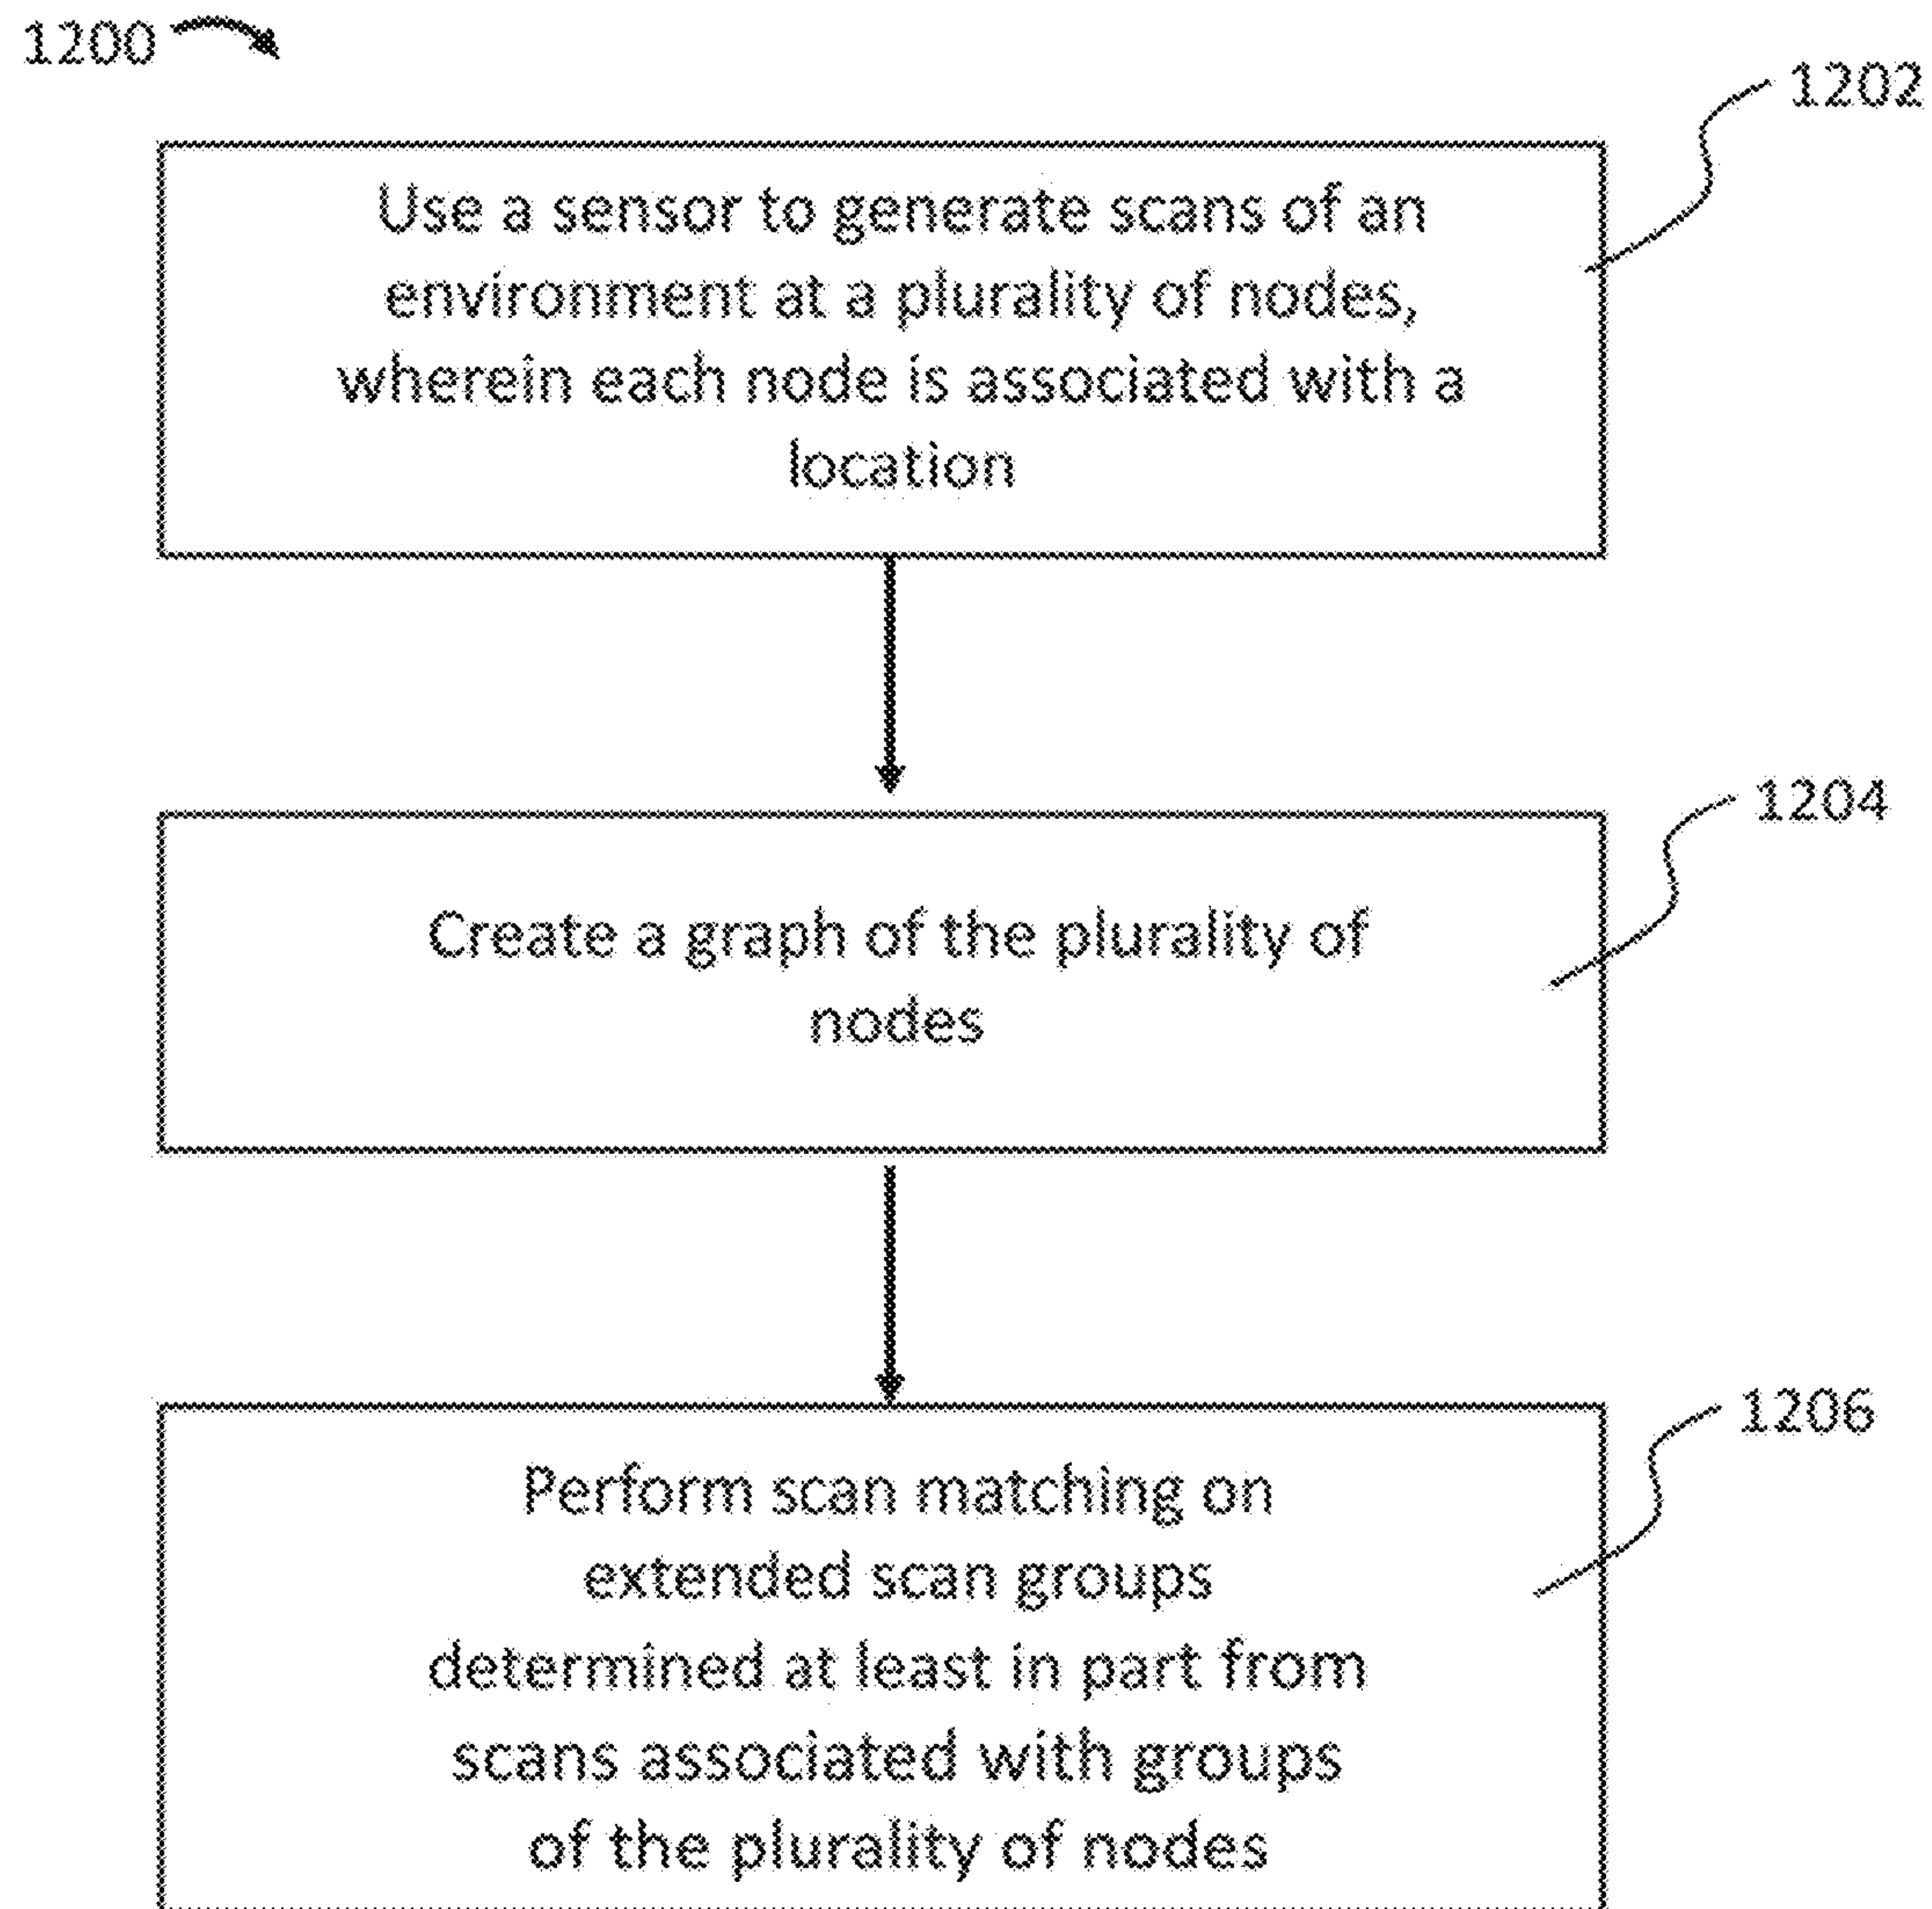 1200
1202
Use a sensor to generate scans of an
environment at a plurality of nodes,
wherein each node is associated with a
location
1204
Create a graph of the plurality of
nodes
1206
Perform scan matching on
extended scan groups
determined at least in part from
scans associated with groups
of the plurality of nodes